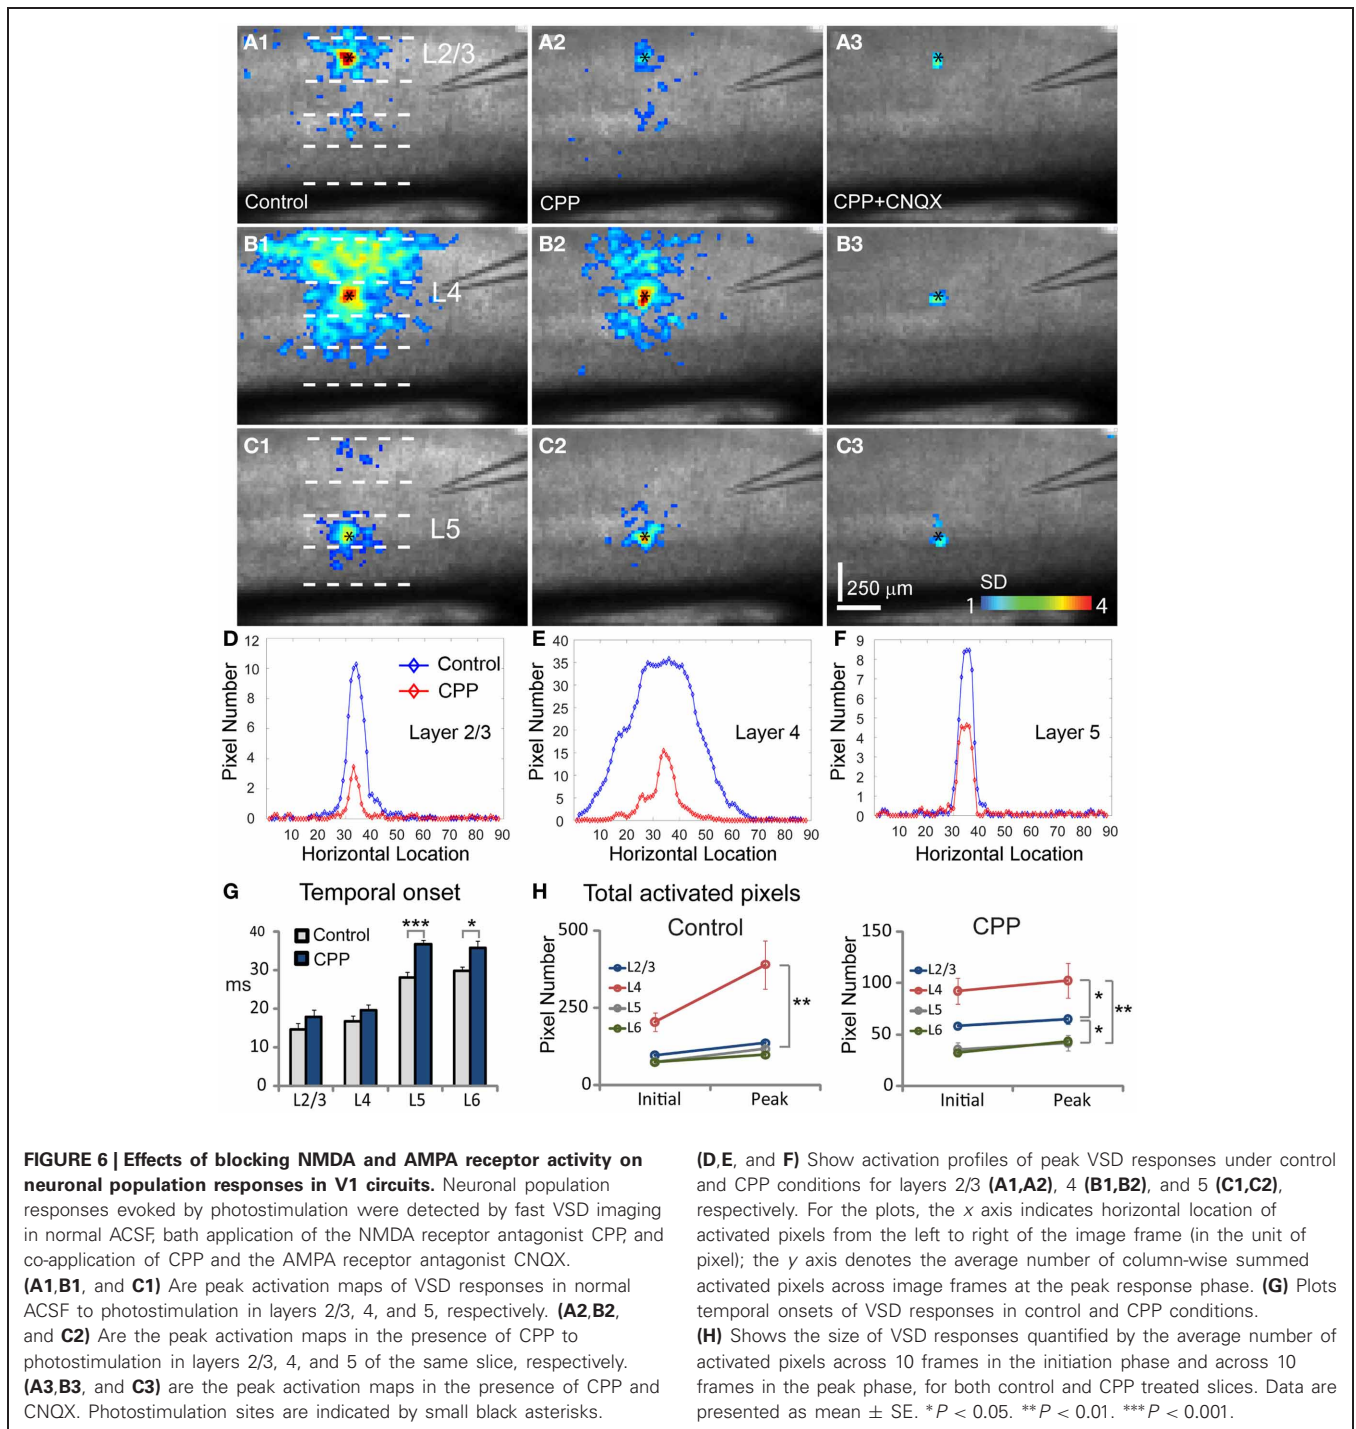 A1
L2/3
Control
A2
CPP
A3
CPP+CNQX
B1
L4
B2
B3
C1
L5
C2
C3
250 μm
SD
1
4
D
12
10
8
6
4
2
0
Pixel Number
Control
CPP
Layer 2/3
10 20 30 40 50 60 70 80 90
Horizontal Location
E
40
35
30
25
20
15
10
5
0
Pixel Number
Layer 4
10 20 30 40 50 60 70 80 90
Horizontal Location
F
9
8
7
6
5
4
3
2
1
0
Pixel Number
Layer 5
10 20 30 40 50 60 70 80 90
Horizontal Location
G Temporal onset
40
30
ms
20
10
0
Control
CPP
***
*
L2/3 L4 L5 L6
H Total activated pixels
Control
500
250
0
Pixel Number
L2/3
L4
L5
L6
**
Initial Peak
CPP
150
100
50
0
Pixel Number
L2/3
L4
L5
L6
*
*
**
Initial Peak
FIGURE 6 | Effects of blocking NMDA and AMPA receptor activity on
neuronal population responses in V1 circuits. Neuronal population
responses evoked by photostimulation were detected by fast VSD imaging
in normal ACSF, bath application of the NMDA receptor antagonist CPP, and
co-application of CPP and the AMPA receptor antagonist CNQX.
(A1,B1, and C1) Are peak activation maps of VSD responses in normal
ACSF to photostimulation in layers 2/3, 4, and 5, respectively. (A2,B2,
and C2) Are the peak activation maps in the presence of CPP to
photostimulation in layers 2/3, 4, and 5 of the same slice, respectively.
(A3,B3, and C3) are the peak activation maps in the presence of CPP and
CNQX. Photostimulation sites are indicated by small black asterisks.
(D,E, and F) Show activation profiles of peak VSD responses under control
and CPP conditions for layers 2/3 (A1,A2), 4 (B1,B2), and 5 (C1,C2),
respectively. For the plots, the x axis indicates horizontal location of
activated pixels from the left to right of the image frame (in the unit of
pixel); the y axis denotes the average number of column-wise summed
activated pixels across image frames at the peak response phase. (G) Plots
temporal onsets of VSD responses in control and CPP conditions.
(H) Shows the size of VSD responses quantified by the average number of
activated pixels across 10 frames in the initiation phase and across 10
frames in the peak phase, for both control and CPP treated slices. Data are
presented as mean ± SE. *P < 0.05. **P < 0.01. ***P < 0.001.